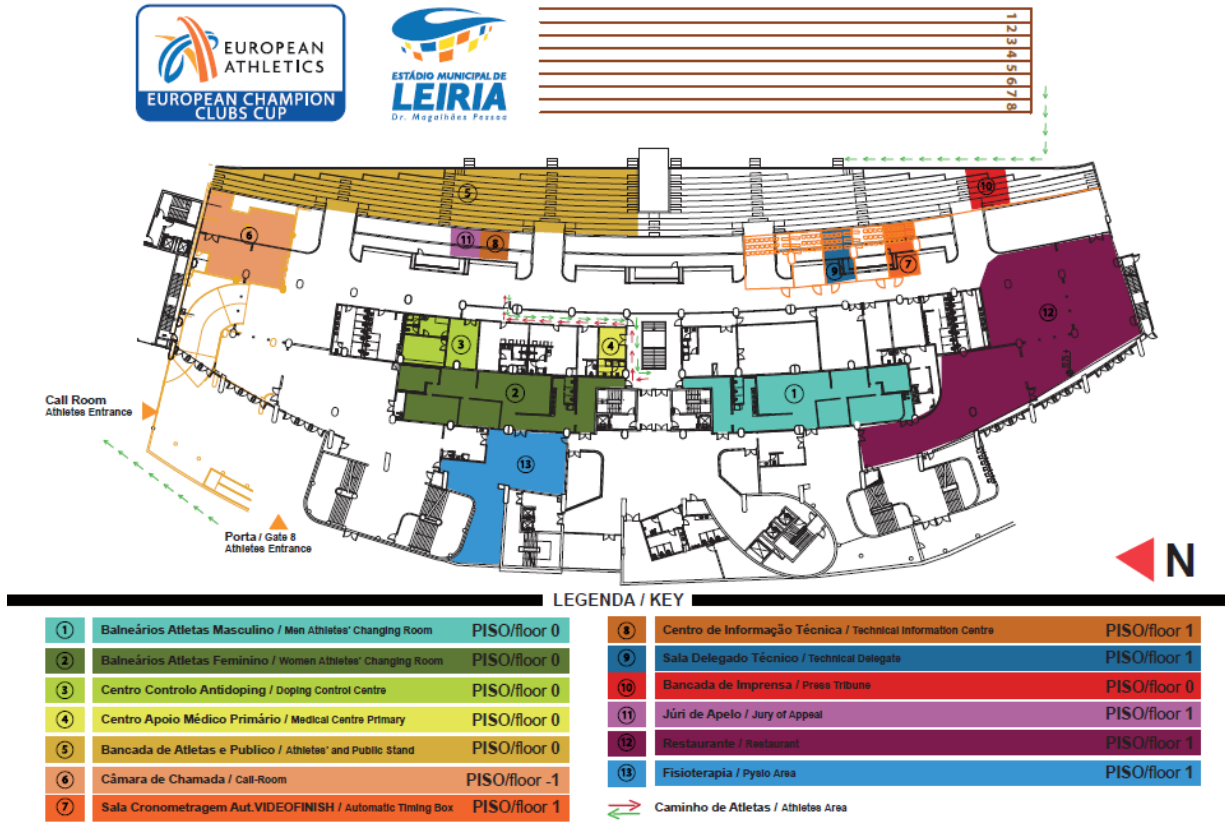 EUROPEAN
ATHLETICS
EUROPEAN CHAMPION
CLUBS CUP
ESTÁDIO MUNICIPAL DE
LEIRIA
Dr. Magalhães Pessoa
1
2
3
4
5
6
7
8
5
10
6
11
8
9
7
12
3
4
2
1
13
Call Room
Athletes Entrance
Porta / Gate 8
Athletes Entrance
N
LEGENDA / KEY
1 Balneários Atletas Masculino / Men Athletes' Changing Room PISO/floor 0
2 Balneários Atletas Feminino / Women Athletes' Changing Room PISO/floor 0
3 Centro Controlo Antidoping / Doping Control Centre PISO/floor 0
4 Centro Apoio Médico Primário / Medical Centre Primary PISO/floor 0
5 Bancada de Atletas e Publico / Athletes' and Public Stand PISO/floor 0
6 Câmara de Chamada / Call-Room PISO/floor -1
7 Sala Cronometragem Aut.VIDEOFINISH / Automatic Timing Box PISO/floor 1
8 Centro de Informação Técnica / Technical Information Centre PISO/floor 1
9 Sala Delegado Técnico / Technical Delegate PISO/floor 1
10 Bancada de Imprensa / Press Tribune PISO/floor 0
11 Júri de Apelo / Jury of Appeal PISO/floor 1
12 Restaurante / Restaurant PISO/floor 1
13 Fisioterapia / Pysio Area PISO/floor 1
Caminho de Atletas / Athletes Area